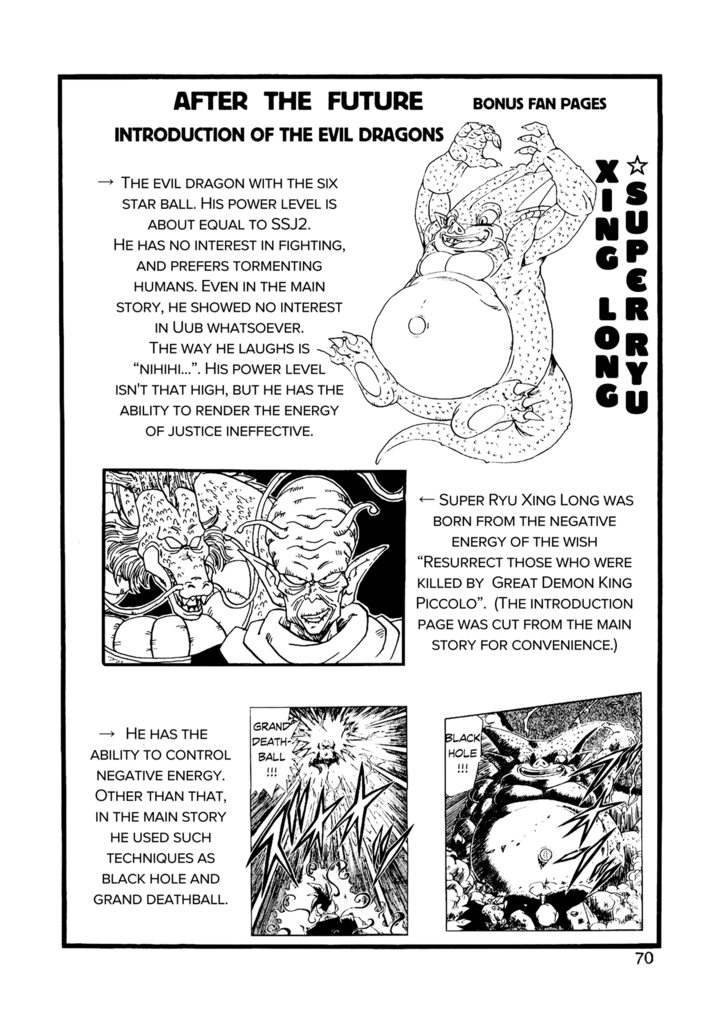 AFTER THE FUTURE
BONUS FAN PAGES
INTRODUCTION OF THE EVIL DRAGONS
☆SUPER RYU
XING LONG
→ THE EVIL DRAGON WITH THE SIX
STAR BALL. HIS POWER LEVEL IS
ABOUT EQUAL TO SSJ2.
HE HAS NO INTEREST IN FIGHTING,
AND PREFERS TORMENTING
HUMANS. EVEN IN THE MAIN
STORY, HE SHOWED NO INTEREST
IN UUB WHATSOEVER.
THE WAY HE LAUGHS IS
“NIHIHI...”. HIS POWER LEVEL
ISN'T THAT HIGH, BUT HE HAS THE
ABILITY TO RENDER THE ENERGY
OF JUSTICE INEFFECTIVE.
← SUPER RYU XING LONG WAS
BORN FROM THE NEGATIVE
ENERGY OF THE WISH
“RESURRECT THOSE WHO WERE
KILLED BY GREAT DEMON KING
PICCOLO”. (THE INTRODUCTION
PAGE WAS CUT FROM THE MAIN
STORY FOR CONVENIENCE.)
→ HE HAS THE
ABILITY TO CONTROL
NEGATIVE ENERGY.
OTHER THAN THAT,
IN THE MAIN STORY
HE USED SUCH
TECHNIQUES AS
BLACK HOLE AND
GRAND DEATHBALL.
GRAND
DEATH-
BALL
!!!
BLACK
HOLE
!!!
70